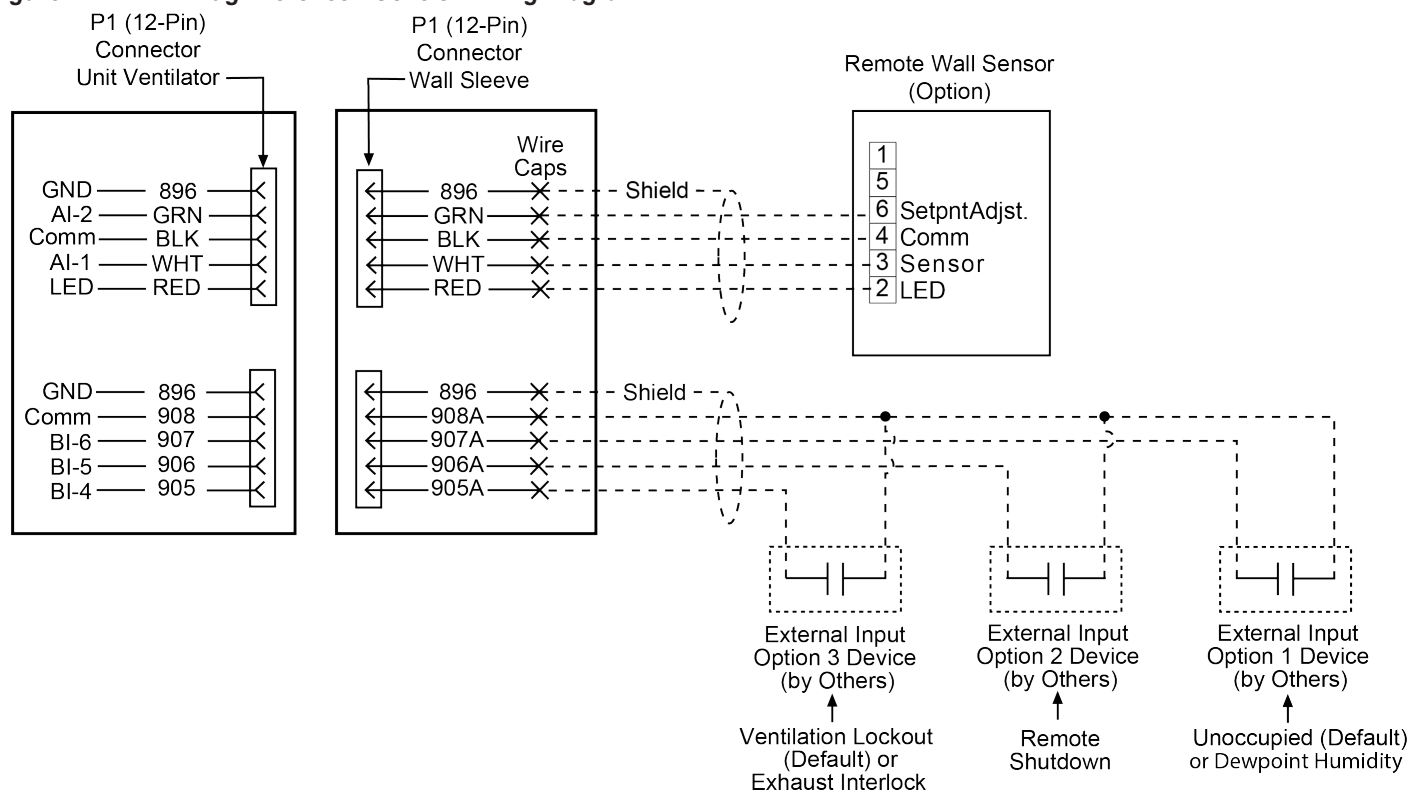 P1 (12-Pin)
Connector
Unit Ventilator
P1 (12-Pin)
Connector
Wall Sleeve
Remote Wall Sensor
(Option)
Wire
Caps
GND 896
AI-2 GRN
Comm BLK
AI-1 WHT
LED RED
896 Shield
GRN
BLK
WHT
RED
1
5
6 SetpntAdjst.
4 Comm
3 Sensor
2 LED
GND 896
Comm 908
BI-6 907
BI-5 906
BI-4 905
896 Shield
908A
907A
906A
905A
External Input
Option 3 Device
(by Others)
Ventilation Lockout
(Default) or
Exhaust Interlock
External Input
Option 2 Device
(by Others)
Remote
Shutdown
External Input
Option 1 Device
(by Others)
Unoccupied (Default)
or Dewpoint Humidity